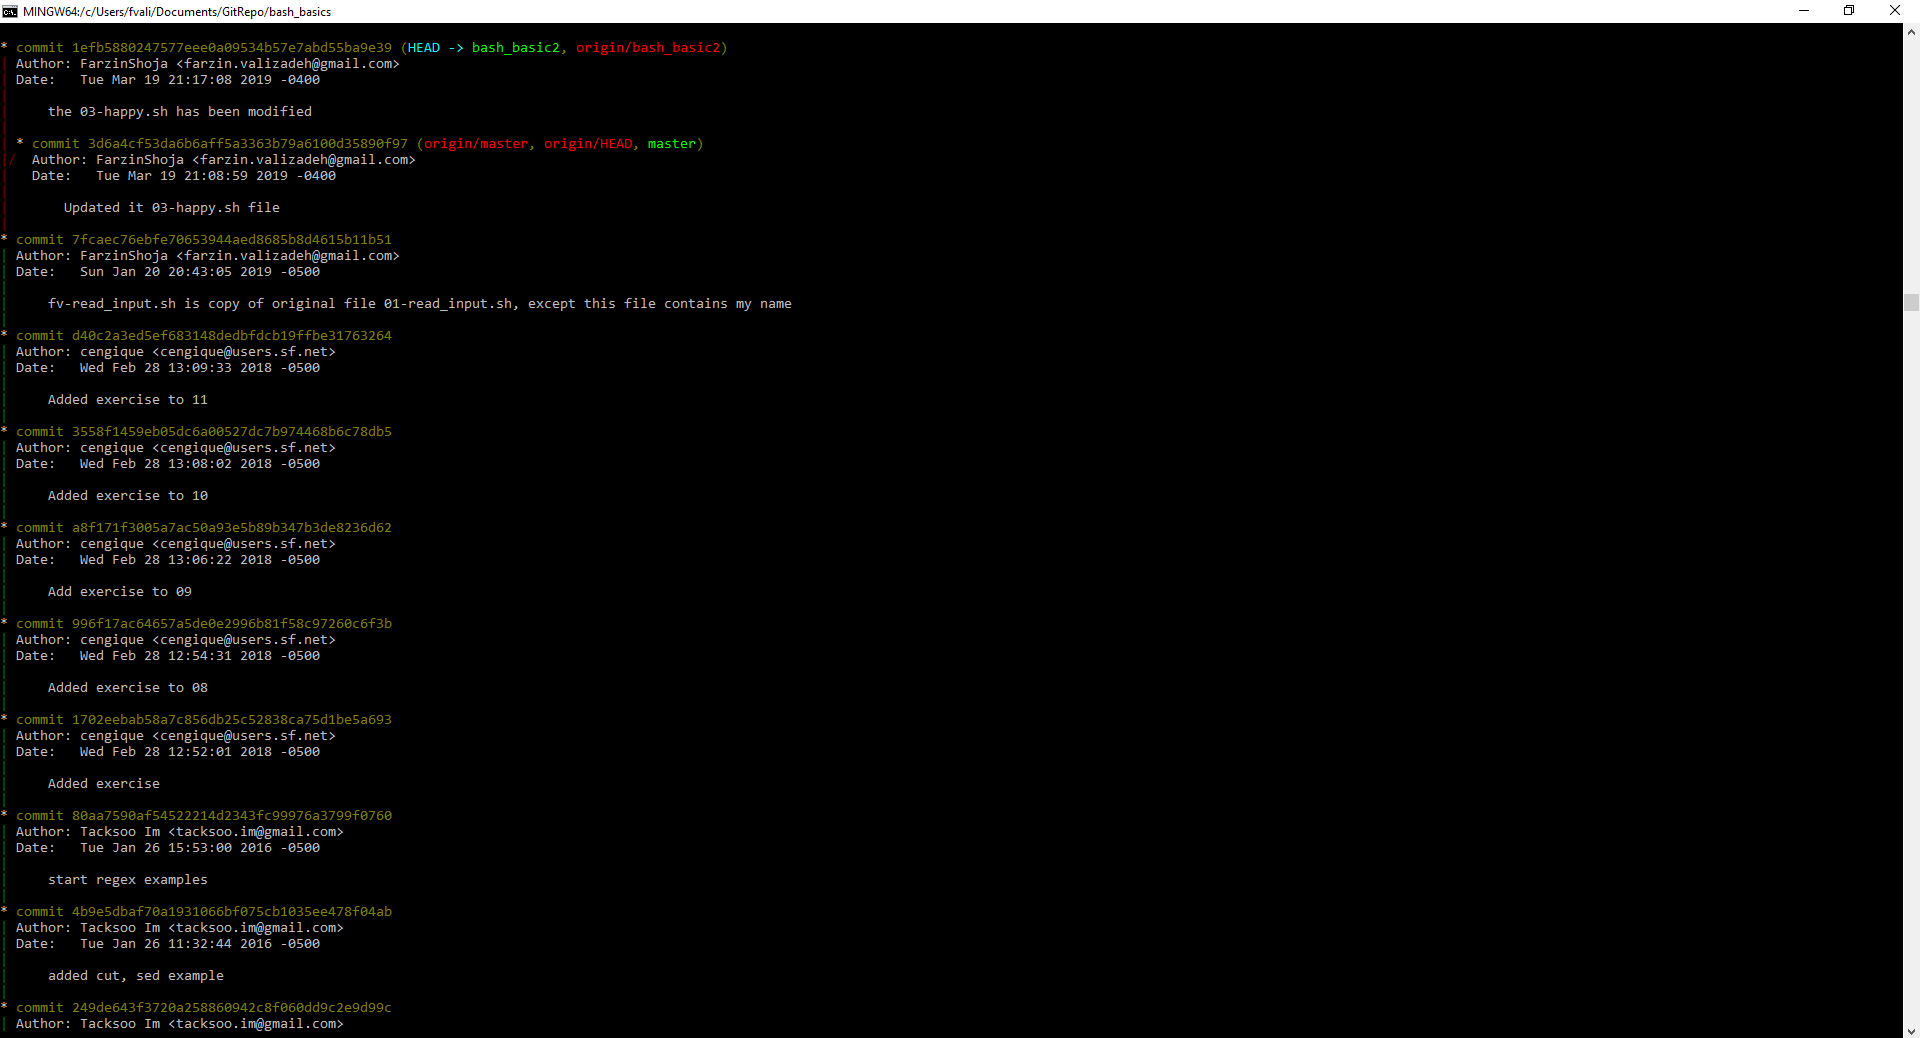 MINGW64:/c/Users/fvali/Documents/GitRepo/bash_basics
* commit 1efb5880247577eee0a09534b57e7abd55ba9e39 (HEAD -> bash_basic2, origin/bash_basic2)
| Author: FarzinShoja <farzin.valizadeh@gmail.com>
| Date:   Tue Mar 19 21:17:08 2019 -0400
|
|     the 03-happy.sh has been modified
|
| * commit 3d6a4cf53da6b6aff5a3363b79a6100d35890f97 (origin/master, origin/HEAD, master)
|/  Author: FarzinShoja <farzin.valizadeh@gmail.com>
|   Date:   Tue Mar 19 21:08:59 2019 -0400
|
|       Updated it 03-happy.sh file
|
* commit 7fcaec76ebfe70653944aed8685b8d4615b11b51
| Author: FarzinShoja <farzin.valizadeh@gmail.com>
| Date:   Sun Jan 20 20:43:05 2019 -0500
|
|     fv-read_input.sh is copy of original file 01-read_input.sh, except this file contains my name
|
* commit d40c2a3ed5ef683148dedbfdcb19ffbe31763264
| Author: cengique <cengique@users.sf.net>
| Date:   Wed Feb 28 13:09:33 2018 -0500
|
|     Added exercise to 11
|
* commit 3558f1459eb05dc6a00527dc7b974468b6c78db5
| Author: cengique <cengique@users.sf.net>
| Date:   Wed Feb 28 13:08:02 2018 -0500
|
|     Added exercise to 10
|
* commit a8f171f3005a7ac50a93e5b89b347b3de8236d62
| Author: cengique <cengique@users.sf.net>
| Date:   Wed Feb 28 13:06:22 2018 -0500
|
|     Add exercise to 09
|
* commit 996f17ac64657a5de0e2996b81f58c97260c6f3b
| Author: cengique <cengique@users.sf.net>
| Date:   Wed Feb 28 12:54:31 2018 -0500
|
|     Added exercise to 08
|
* commit 1702eebab58a7c856db25c52838ca75d1be5a693
| Author: cengique <cengique@users.sf.net>
| Date:   Wed Feb 28 12:52:01 2018 -0500
|
|     Added exercise
|
* commit 80aa7590af54522214d2343fc99976a3799f0760
| Author: Tacksoo Im <tacksoo.im@gmail.com>
| Date:   Tue Jan 26 15:53:00 2016 -0500
|
|     start regex examples
|
* commit 4b9e5dbaf70a1931066bf075cb1035ee478f04ab
| Author: Tacksoo Im <tacksoo.im@gmail.com>
| Date:   Tue Jan 26 11:32:44 2016 -0500
|
|     added cut, sed example
|
* commit 249de643f3720a258860942c8f060dd9c2e9d99c
| Author: Tacksoo Im <tacksoo.im@gmail.com>